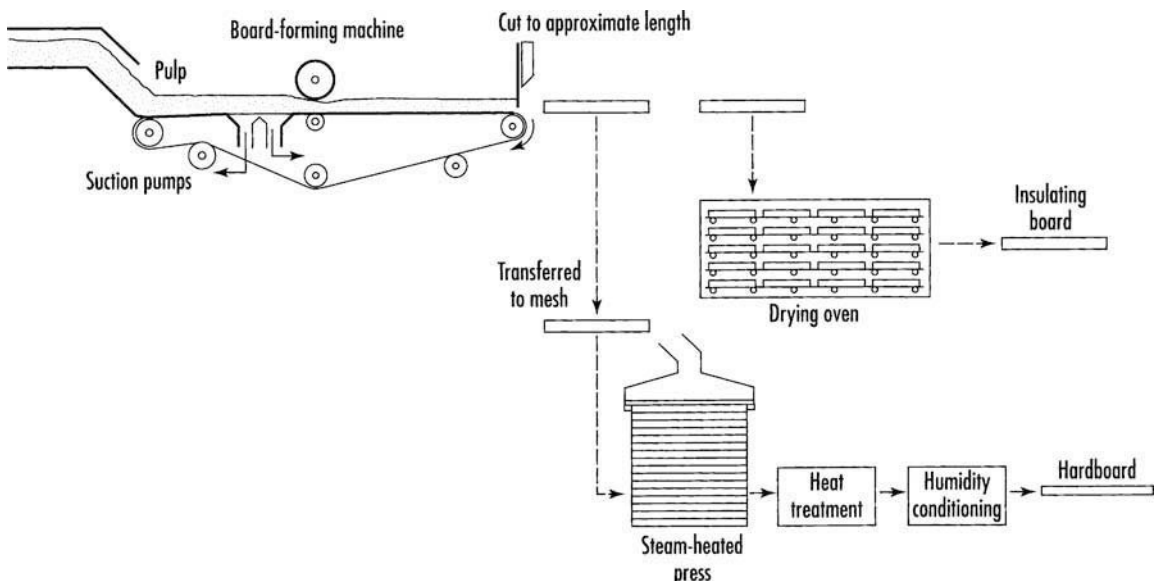 Board-forming machine
Cut to approximate length
Pulp
Suction pumps
Insulating
board
Transferred
to mesh
Drying oven
Hardboard
Heat
treatment
Humidity
conditioning
Steam-heated
press